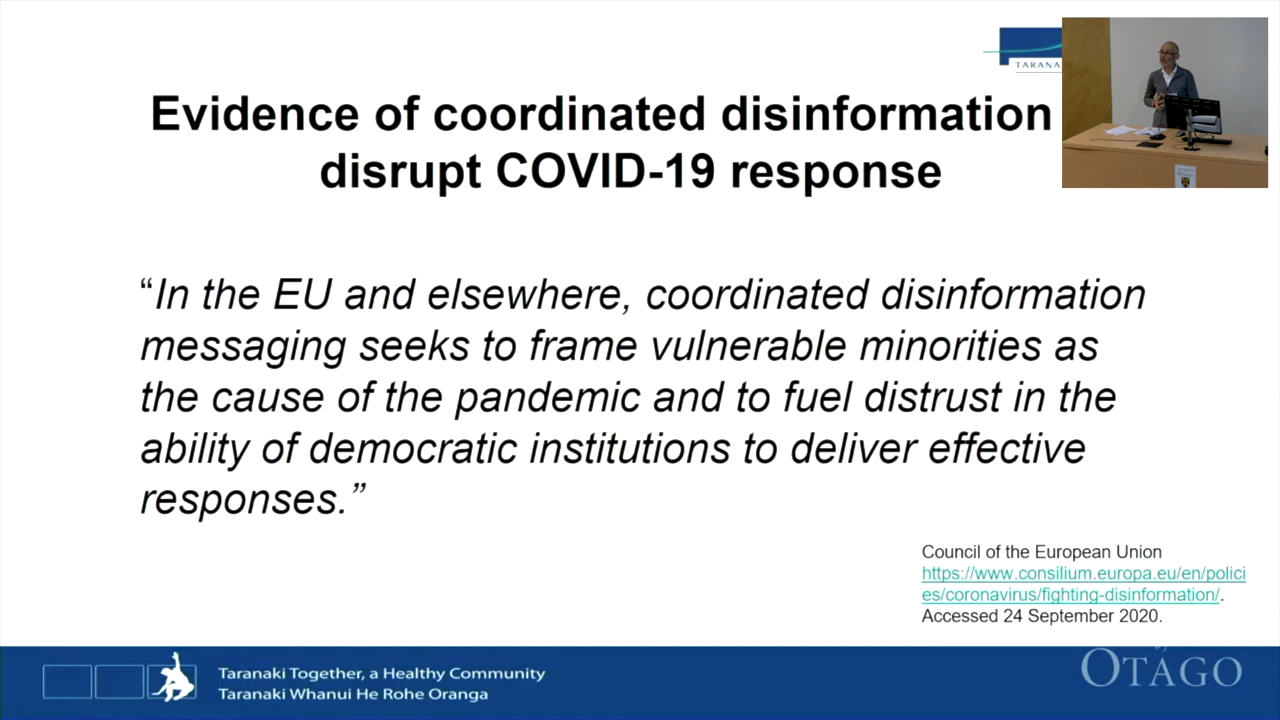 TARANA
Evidence of coordinated disinformation
disrupt COVID-19 response
“In the EU and elsewhere, coordinated disinformation
messaging seeks to frame vulnerable minorities as
the cause of the pandemic and to fuel distrust in the
ability of democratic institutions to deliver effective
responses.”
Council of the European Union
https://www.consilium.europa.eu/en/polici
es/coronavirus/fighting-disinformation/.
Accessed 24 September 2020.
Taranaki Together, a Healthy Community
Taranaki Whanui He Rohe Oranga
OTAGO